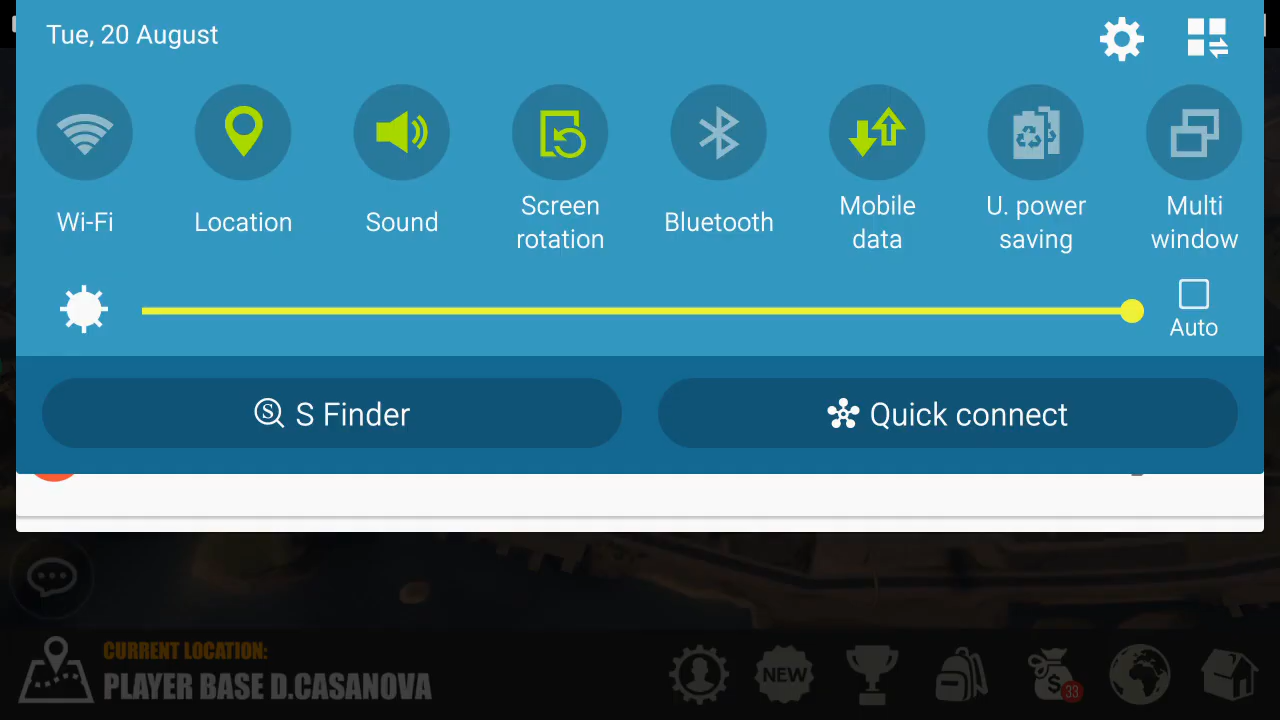 Tue, 20 August
Wi-Fi
Location
Sound
Screen
rotation
Bluetooth
Mobile
data
U. power
saving
Multi
window
Auto
S Finder
Quick connect
CURRENT LOCATION:
PLAYER BASE D.CASANOVA
NEW
$
33